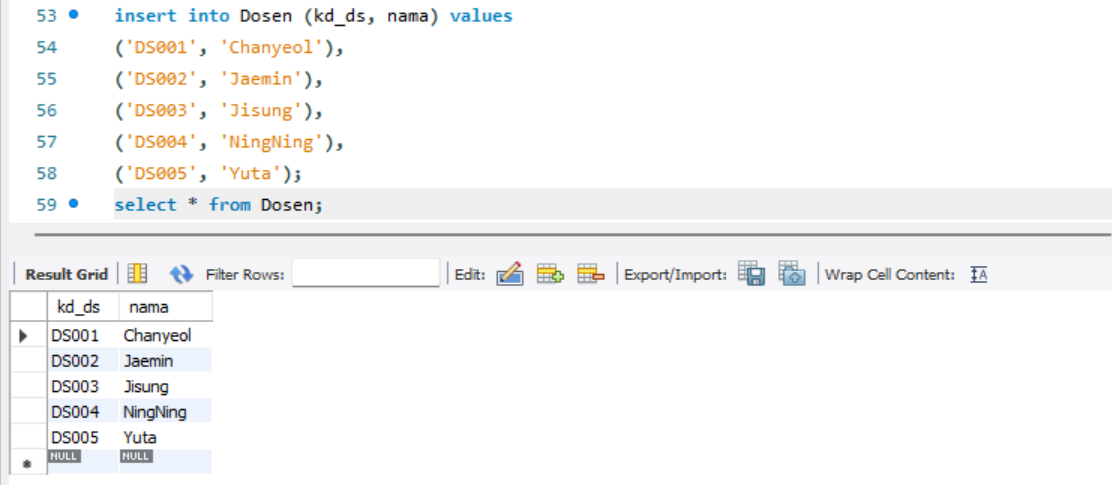 53 insert into Dosen (kd_ds, nama) values
54 ('DS001', 'Chanyeol'),
55 ('DS002', 'Jaemin'),
56 ('DS003', 'Jisung'),
57 ('DS004', 'NingNing'),
58 ('DS005', 'Yuta');
59 select * from Dosen;
Result Grid Filter Rows: Edit: Export/Import: Wrap Cell Content: IA
kd_ds nama
DS001 Chanyeol
DS002 Jaemin
DS003 Jisung
DS004 NingNing
DS005 Yuta
NULL NULL